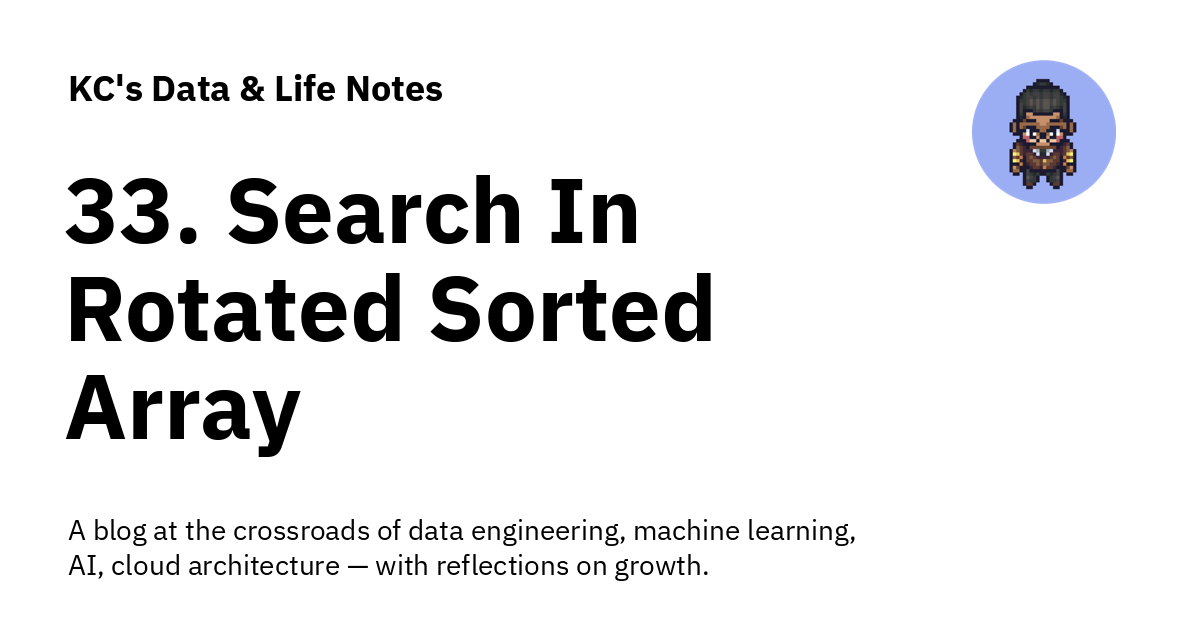 KC's Data & Life Notes
33. Search In
Rotated Sorted
Array
A blog at the crossroads of data engineering, machine learning,
AI, cloud architecture — with reflections on growth.